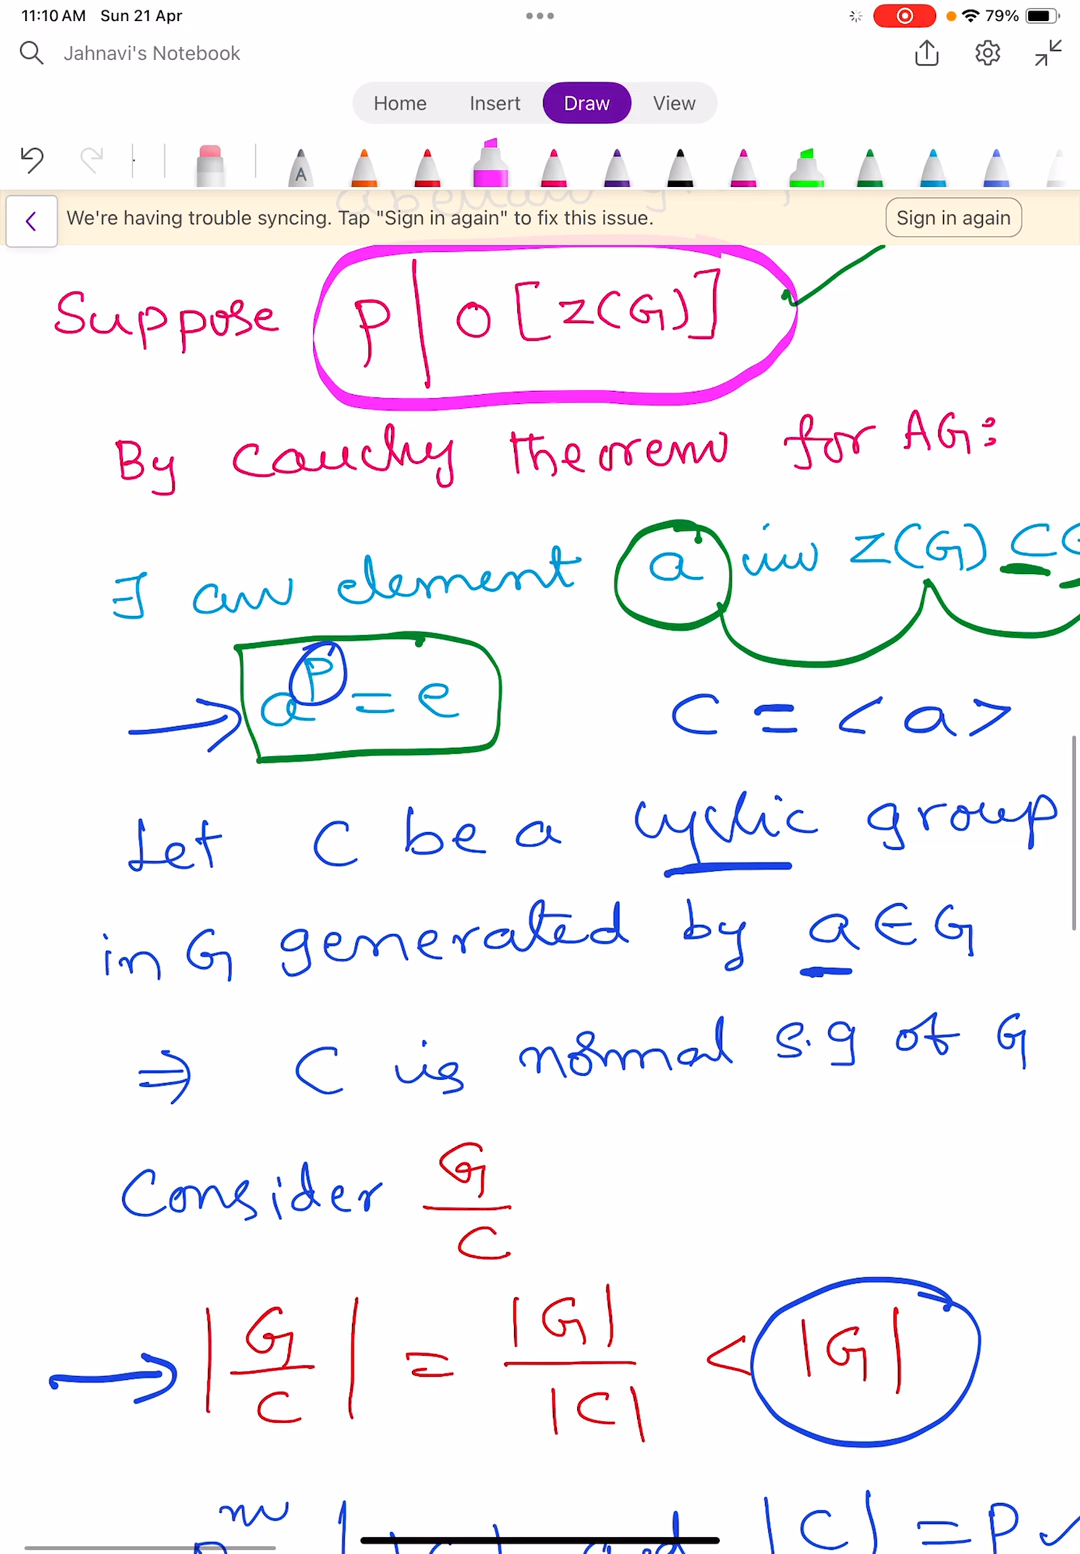 11:10 AM Sun 21 Apr
79%
Jahnavi's Notebook
Home Insert Draw View
A
We're having trouble syncing. Tap "Sign in again" to fix this issue. Sign in again
Suppose P | O [Z(G)]
By Cauchy theorem for AG:
∃ an element a in Z(G) ⊂
a^P = e C = <a>
Let C be a cyclic group
in G generated by a ∈ G
⇒ C is normal s.g of G
Consider G/C
→ |G/C| = |G|/|C| < |G|
and |C| = P ✓